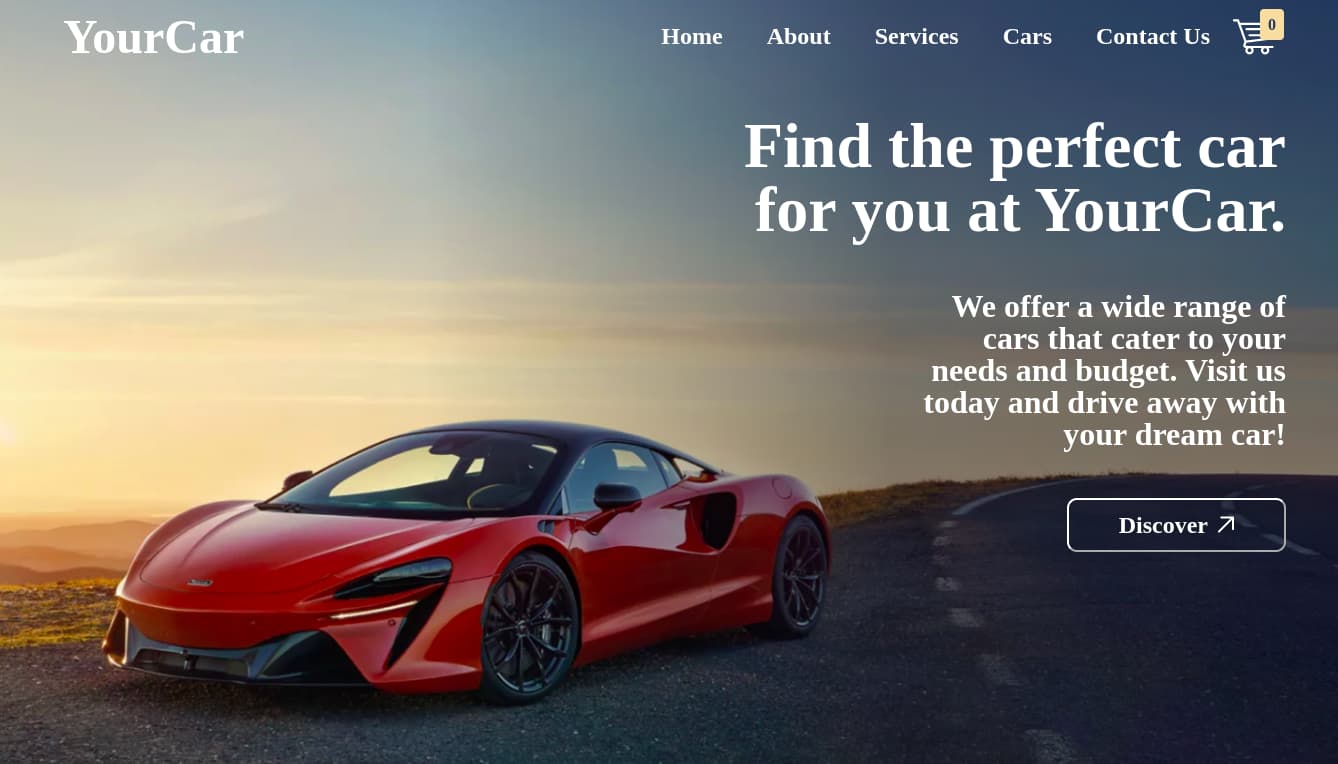 YourCar
Home About Services Cars Contact Us 0
Find the perfect car
for you at YourCar.
We offer a wide range of
cars that cater to your
needs and budget. Visit us
today and drive away with
your dream car!
Discover